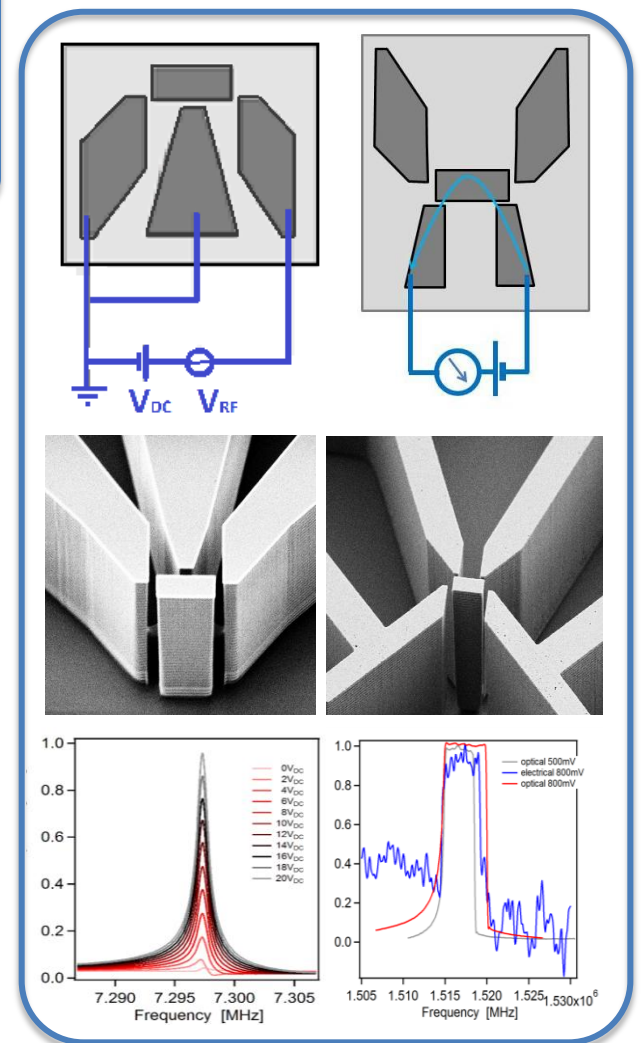 VDC VRF
1.0
0.8
0.6
0.4
0.2
0.0
0VDC
2VDC
4VDC
6VDC
8VDC
10VDC
12VDC
14VDC
16VDC
18VDC
20VDC
7.290 7.295 7.300 7.305
Frequency [MHz]
1.0
0.8
0.6
0.4
0.2
0.0
optical 500mV
electrical 800mV
optical 800mV
1.505 1.510 1.515 1.520 1.525 1.530x10⁶
Frequency [MHz]